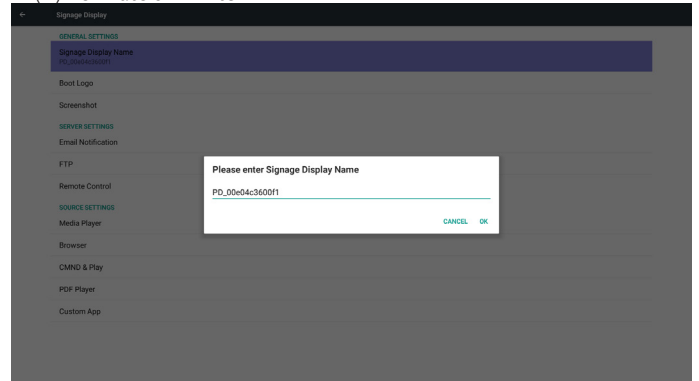 Signage Display
GENERAL SETTINGS
Signage Display Name
PD_00e04c3600f1
Boot Logo
Screenshot
SERVER SETTINGS
Email Notification
FTP
Remote Control
SOURCE SETTINGS
Media Player
Browser
CMND & Play
PDF Player
Custom App
Please enter Signage Display Name
PD_00e04c3600f1
CANCEL OK